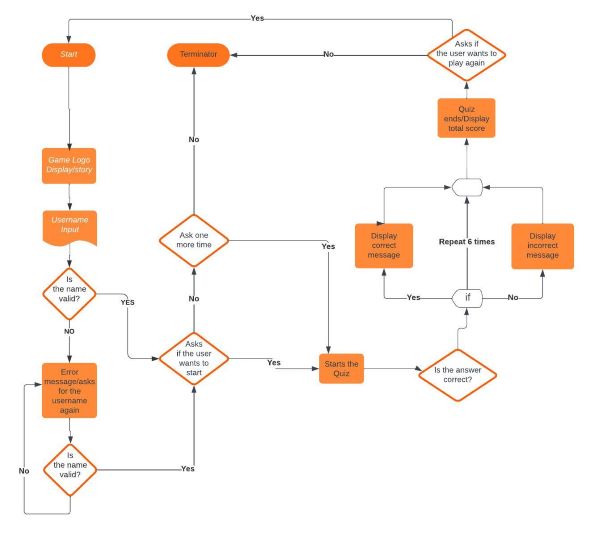 Yes
Start
Terminator
No
Asks if
the user wants to
play again
Quiz
ends/Display
total score
Game Logo
Display/story
No
Username
Input
Ask one
more time
Yes
Display
correct
message
Repeat 6 times
Display
incorrect
message
Is
the name
valid?
YES
No
Yes
if
No
NO
Asks
if the user
wants to
start
Yes
Starts the
Quiz
Is the answer
correct?
Error
message/asks
for the
username
again
Is
the name
valid?
No
Yes